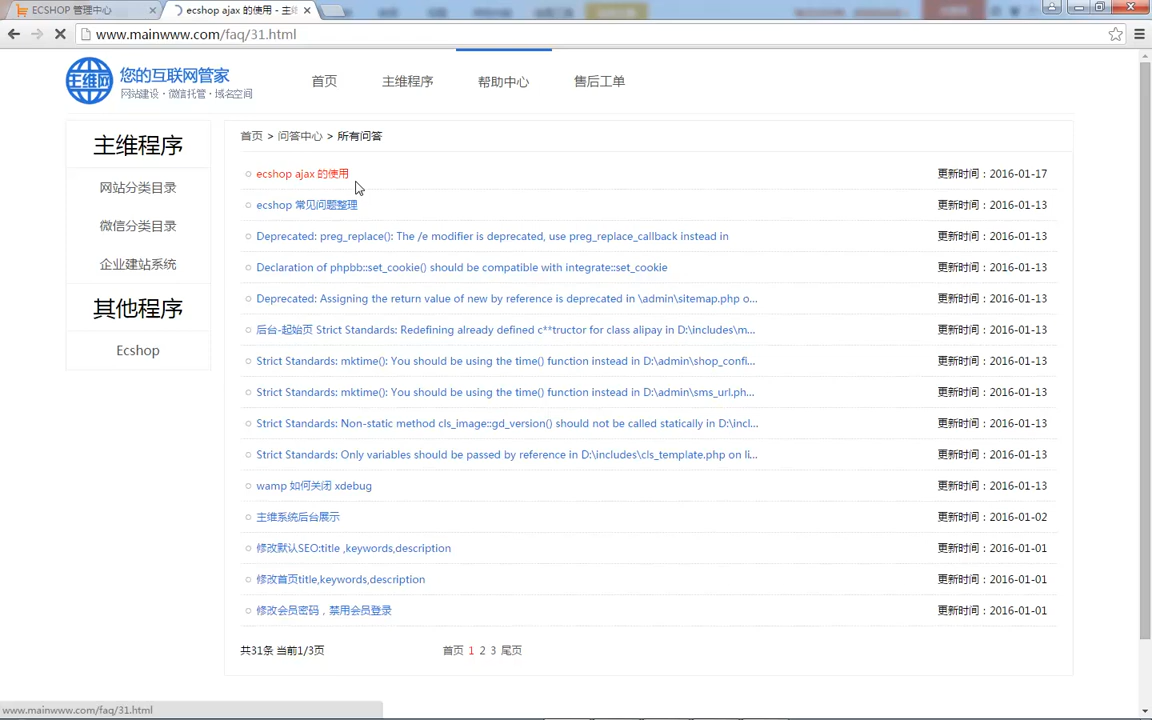 ECSHOP 管理中心
ecshop ajax 的使用 - 主
www.mainwww.com/faq/31.html
主维网
您的互联网管家
网站建设·微信托管·域名空间
首页 主维程序 帮助中心 售后工单
主维程序
网站分类目录
微信分类目录
企业建站系统
其他程序
Ecshop
首页 > 问答中心 > 所有问答
ecshop ajax 的使用 更新时间：2016-01-17
ecshop 常见问题整理 更新时间：2016-01-13
Deprecated: preg_replace(): The /e modifier is deprecated, use preg_replace_callback instead in 更新时间：2016-01-13
Declaration of phpbb::set_cookie() should be compatible with integrate::set_cookie 更新时间：2016-01-13
Deprecated: Assigning the return value of new by reference is deprecated in \admin\sitemap.php o... 更新时间：2016-01-13
后台-起始页 Strict Standards: Redefining already defined c**tructor for class alipay in D:\includes\m... 更新时间：2016-01-13
Strict Standards: mktime(): You should be using the time() function instead in D:\admin\shop_confi... 更新时间：2016-01-13
Strict Standards: mktime(): You should be using the time() function instead in D:\admin\sms_url.ph... 更新时间：2016-01-13
Strict Standards: Non-static method cls_image::gd_version() should not be called statically in D:\incl... 更新时间：2016-01-13
Strict Standards: Only variables should be passed by reference in D:\includes\cls_template.php on li... 更新时间：2016-01-13
wamp 如何关闭 xdebug 更新时间：2016-01-13
主维系统后台展示 更新时间：2016-01-02
修改默认SEO:title ,keywords,description 更新时间：2016-01-01
修改首页title,keywords,description 更新时间：2016-01-01
修改会员密码，禁用会员登录 更新时间：2016-01-01
共31条 当前1/3页 首页 1 2 3 尾页
www.mainwww.com/faq/31.html